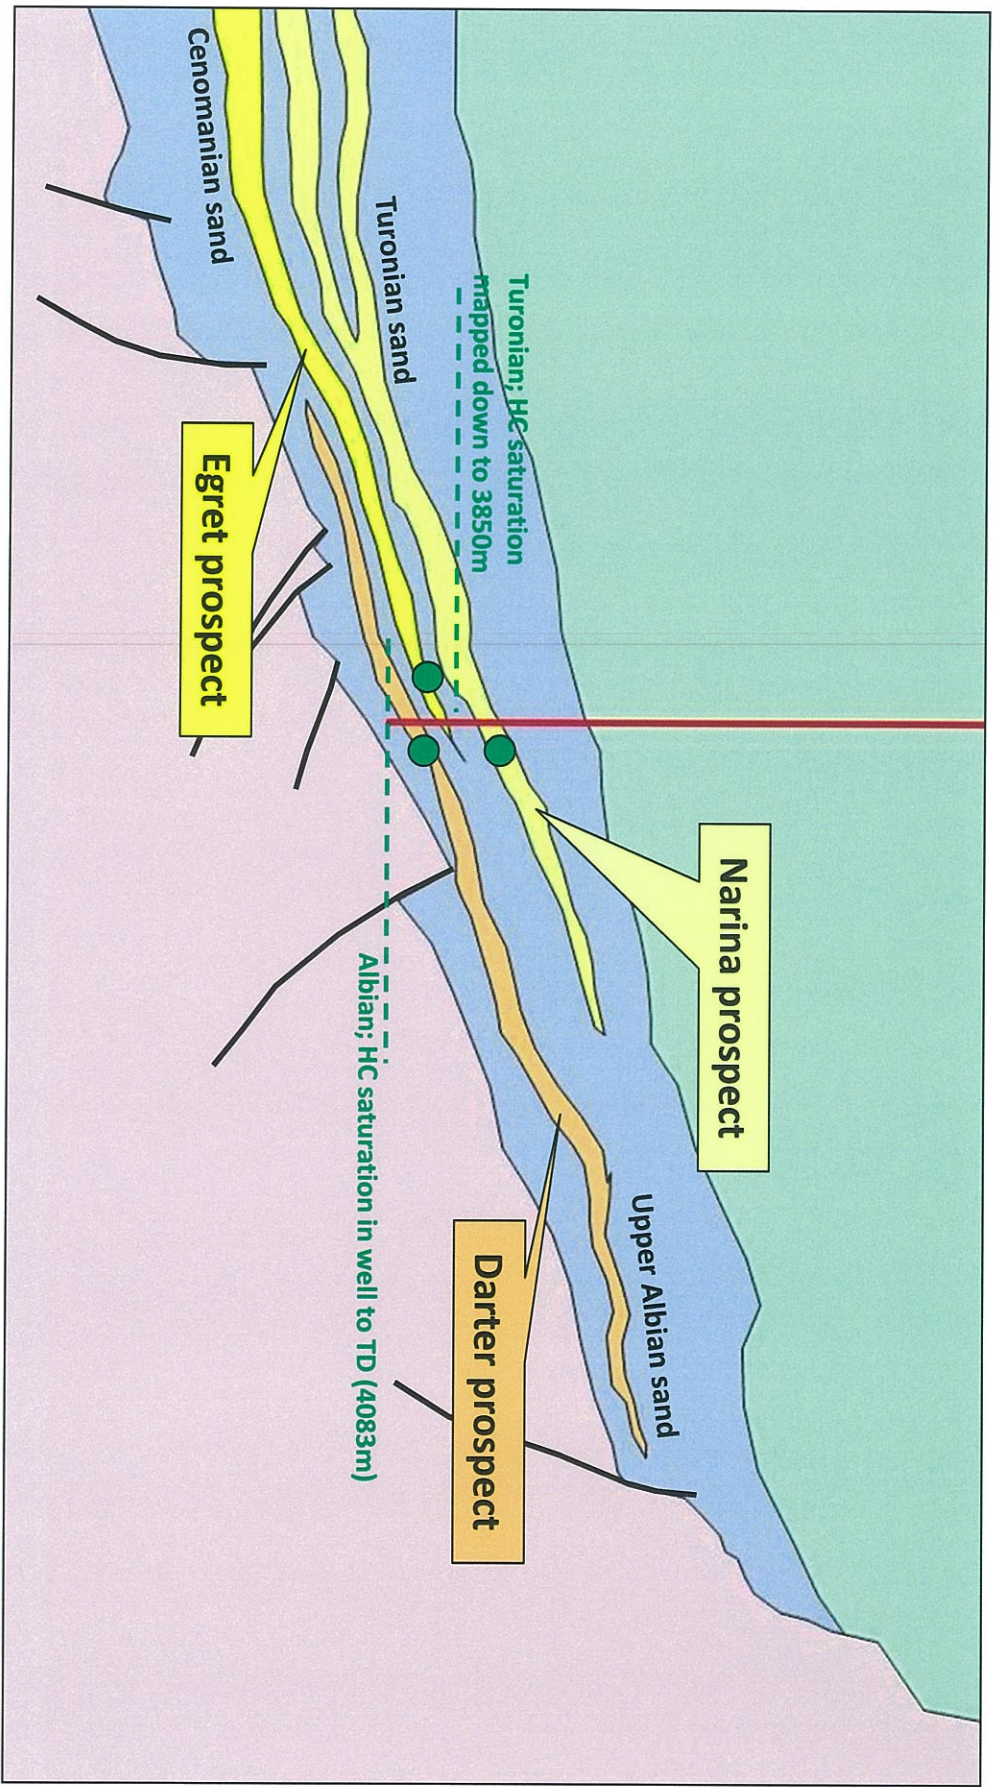 Cenomanian sand
Turonian sand
Turonian; HC saturation
mapped down to 3850m
Egret prospect
Narina prospect
Albian; HC saturation in well to TD (4083m)
Upper Albian sand
Darter prospect